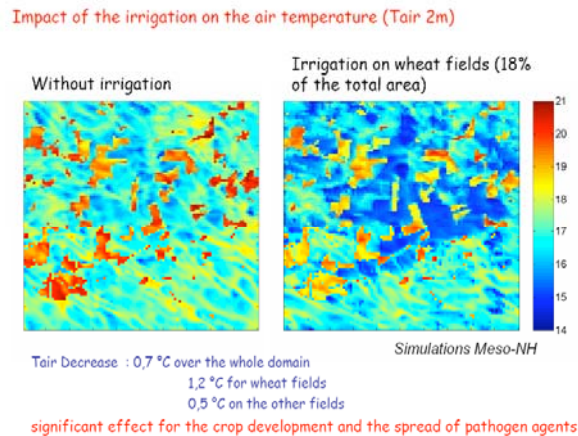 Impact of the irrigation on the air temperature (Tair 2m)
Without irrigation
Irrigation on wheat fields (18%
of the total area)
21
20
19
18
17
16
15
14
Simulations Meso-NH
Tair Decrease : 0,7 °C over the whole domain
1,2 °C for wheat fields
0,5 °C on the other fields
significant effect for the crop development and the spread of pathogen agents